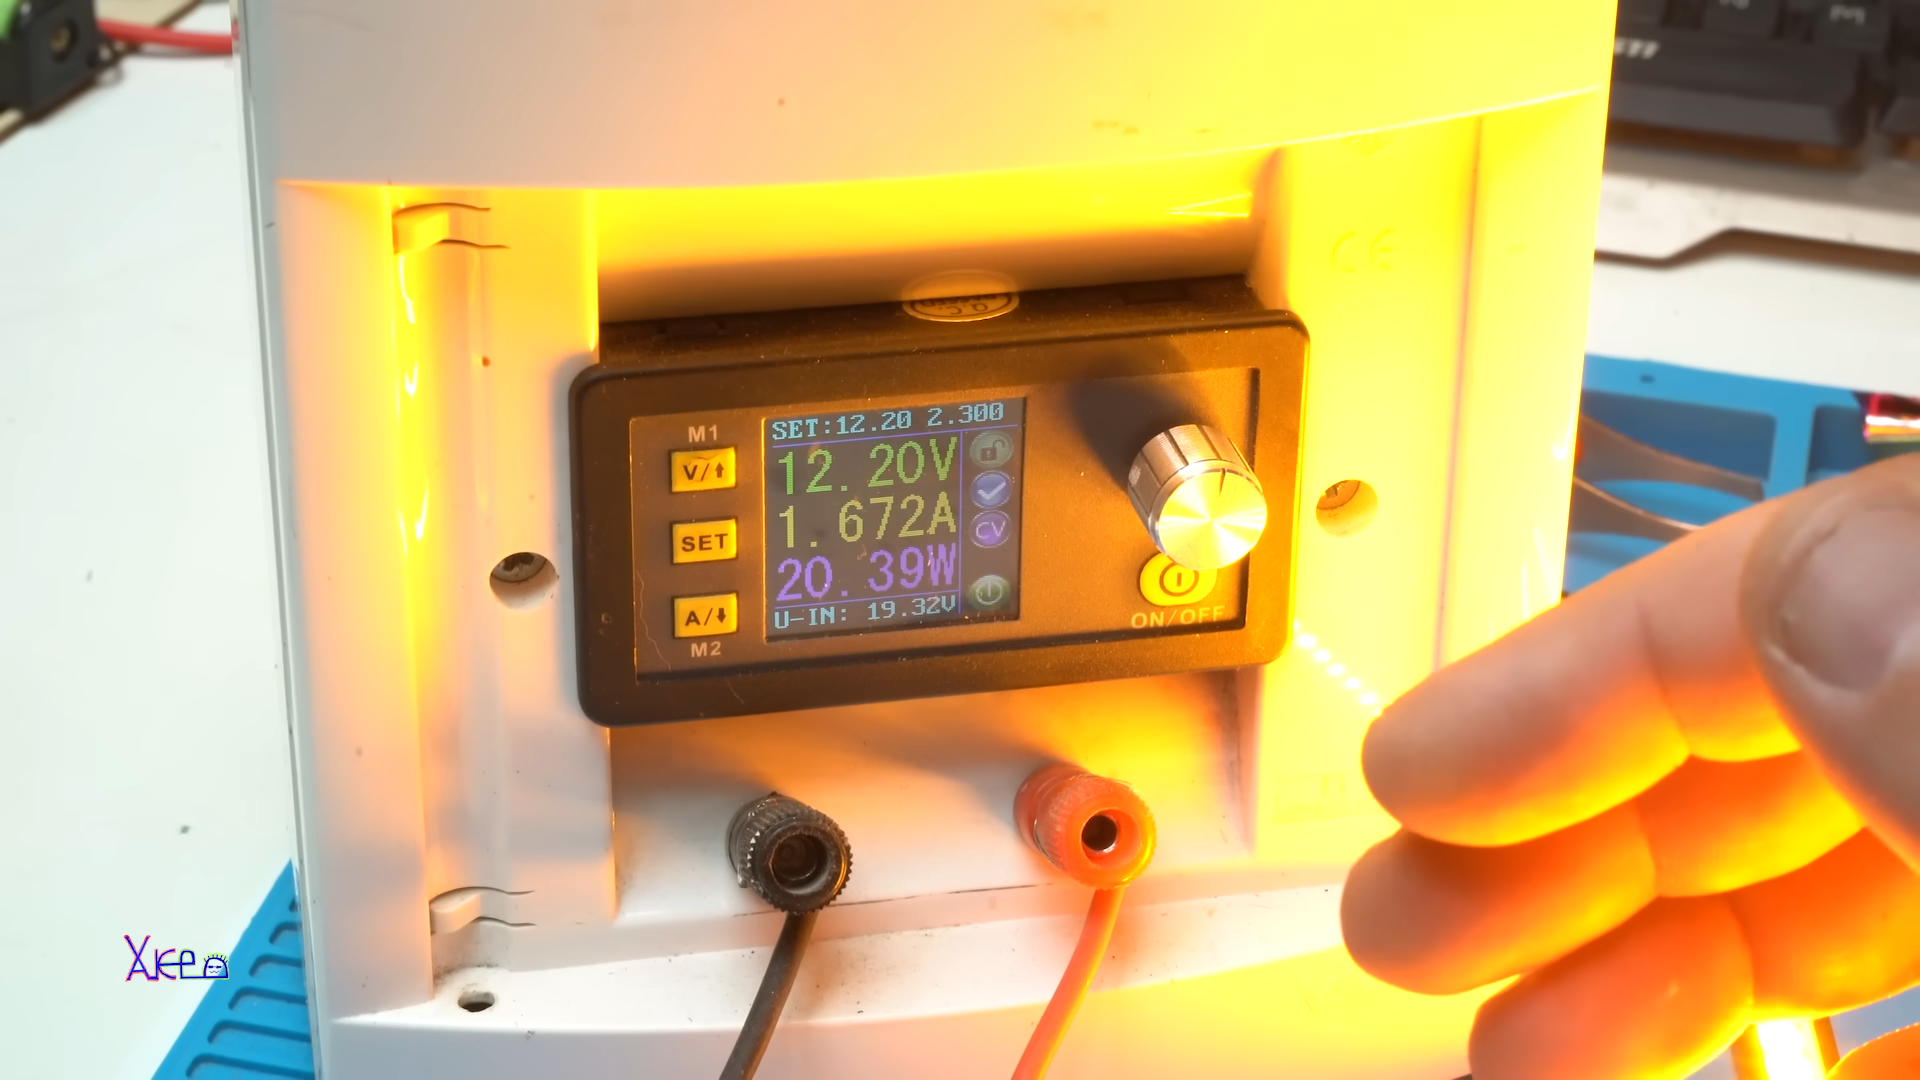 CE
Q.C.
M1
V/↑
SET
A/↓
M2
SET:12.20 2.300
12.20V
1.672A
20.39W
U-IN: 19.32V
CV
ON/OFF